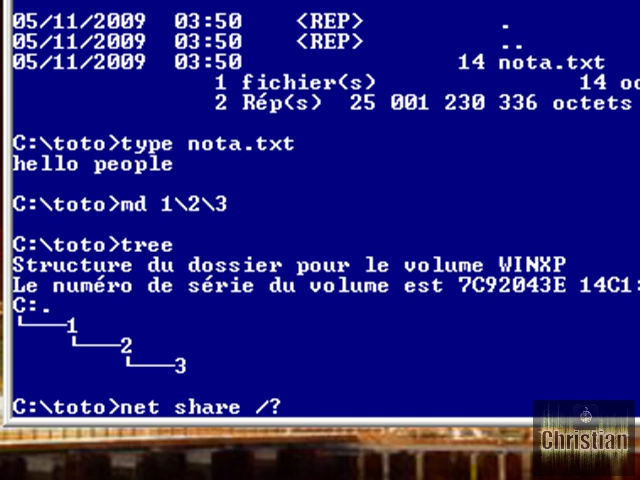 05/11/2009 03:50 <REP> .
05/11/2009 03:50 <REP> ..
05/11/2009 03:50 14 nota.txt
1 fichier(s) 14 oc
2 Rép(s) 25 001 230 336 octets
C:\toto>type nota.txt
hello people
C:\toto>md 1\2\3
C:\toto>tree
Structure du dossier pour le volume WINXP
Le numéro de série du volume est 7C92043E 14C1:
C:.
└───1
    └───2
        └───3
C:\toto>net share /?
Christian